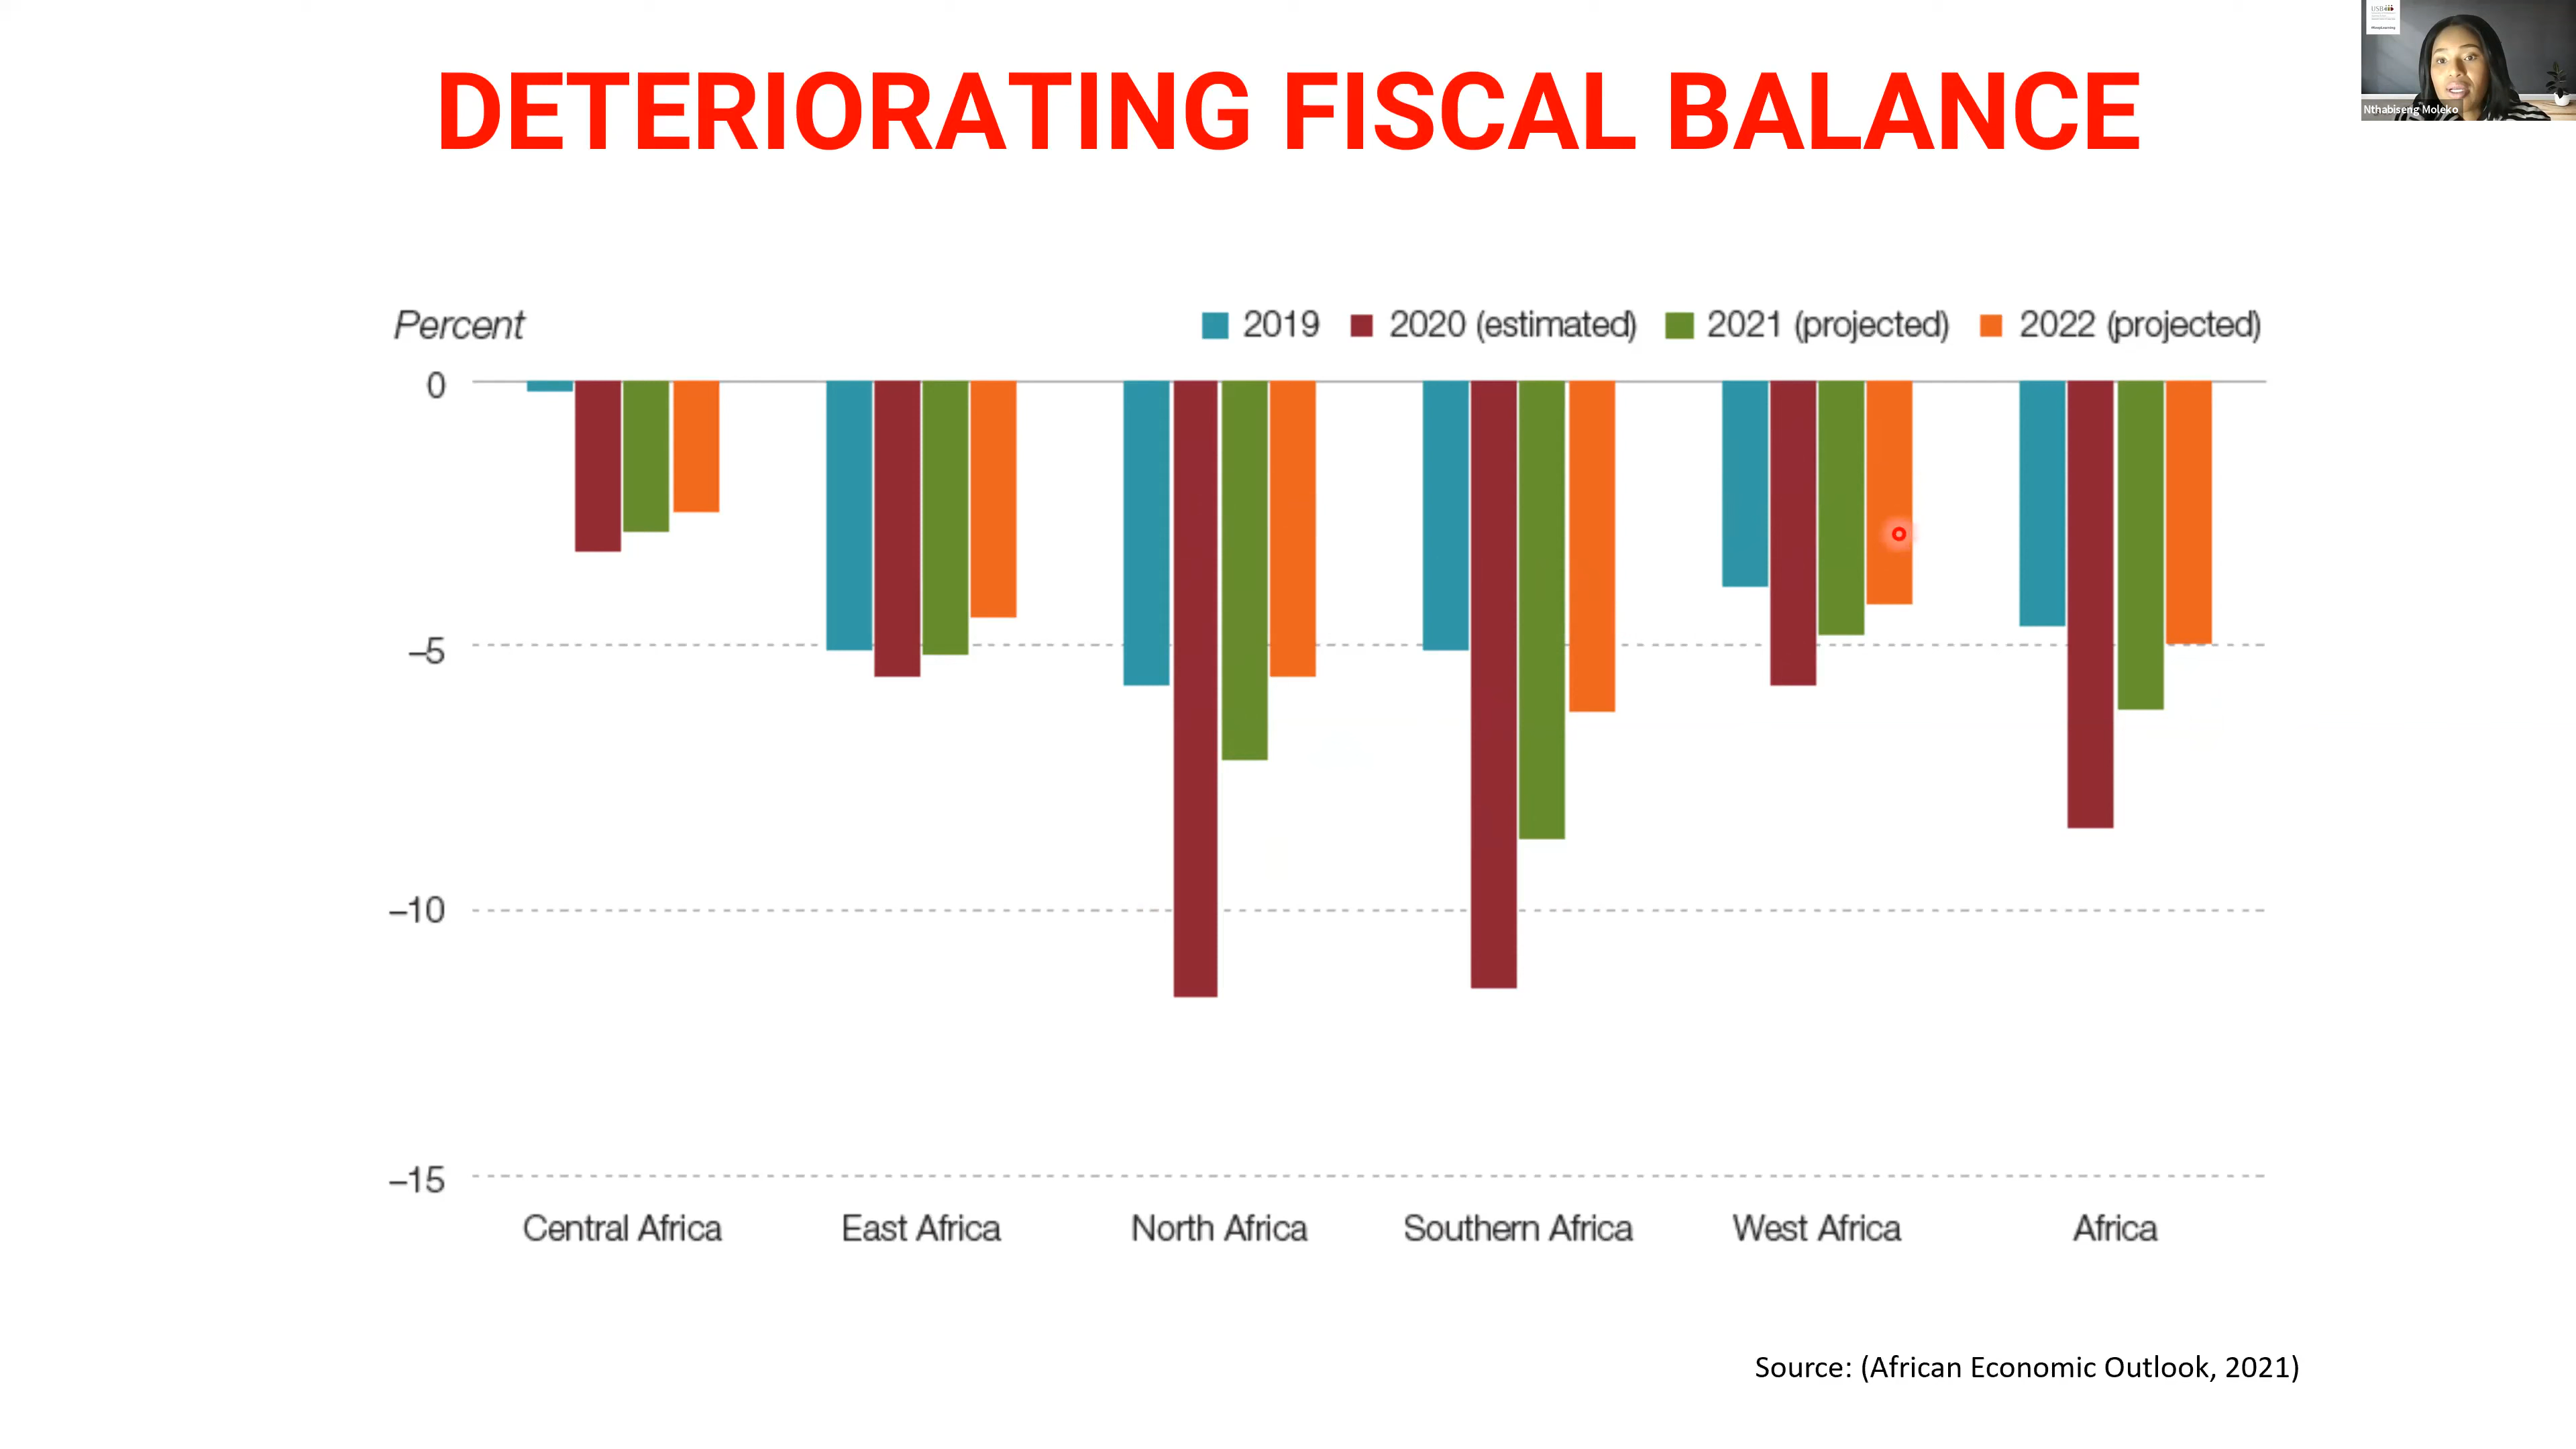 DETERIORATING FISCAL BALANCE
USB
Nthabiseng Moleko
Percent
2019
2020 (estimated)
2021 (projected)
2022 (projected)
0
–5
–10
–15
Central Africa
East Africa
North Africa
Southern Africa
West Africa
Africa
Source: (African Economic Outlook, 2021)